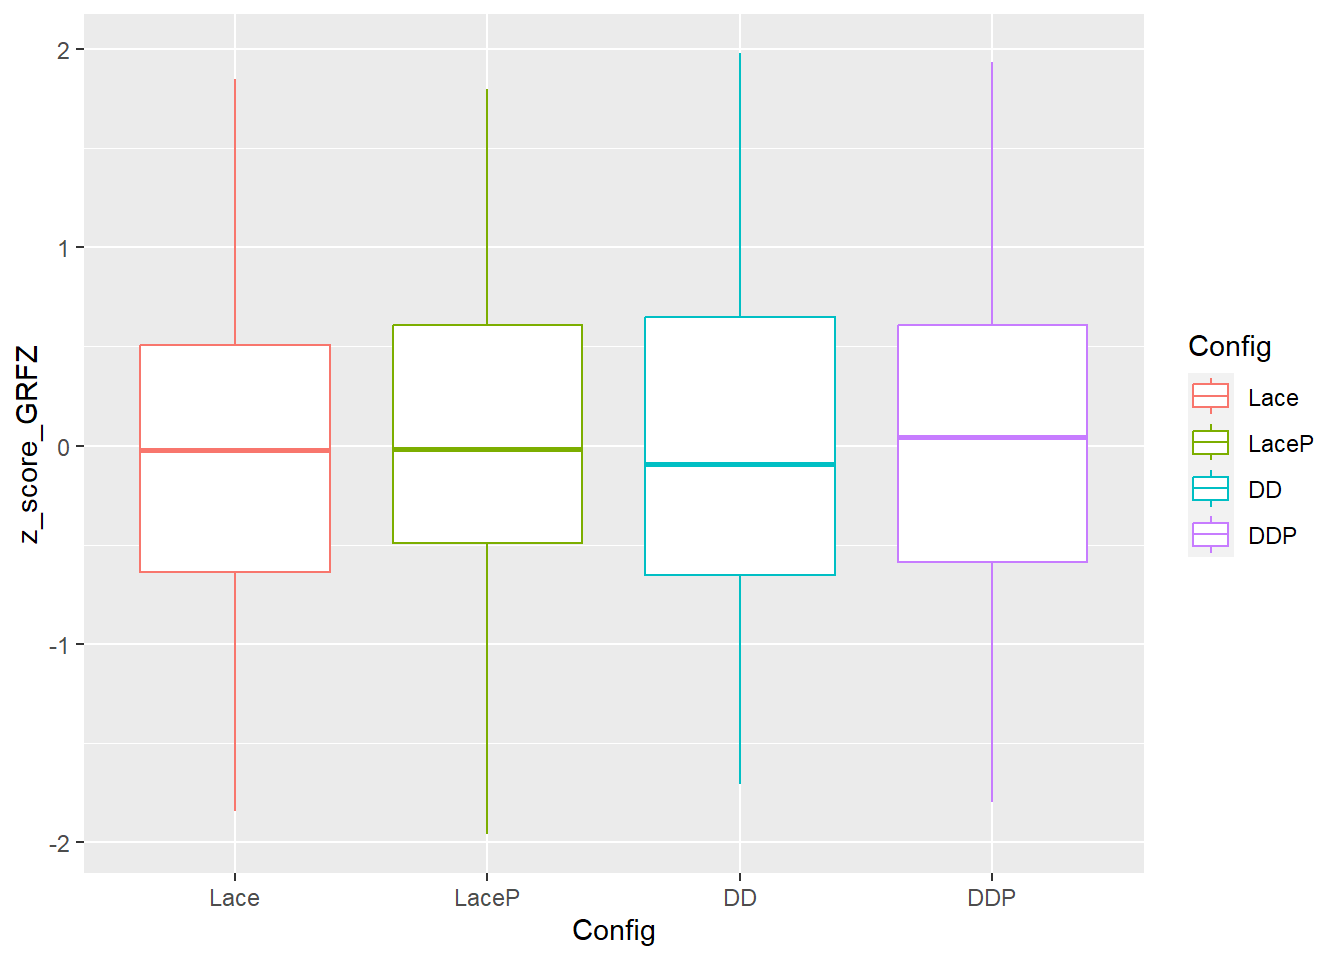 2
1
0
-1
-2
z_score_GRFZ
Lace
LaceP
DD
DDP
Config
Config
Lace
LaceP
DD
DDP